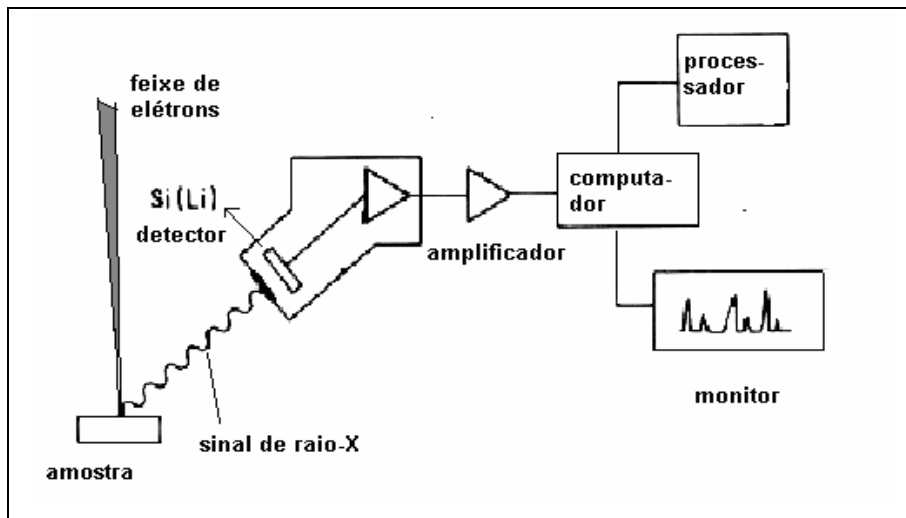 feixe de
elétrons
proces-
sador
Si(Li)
detector
computa-
dor
amplificador
monitor
sinal de raio-X
amostra